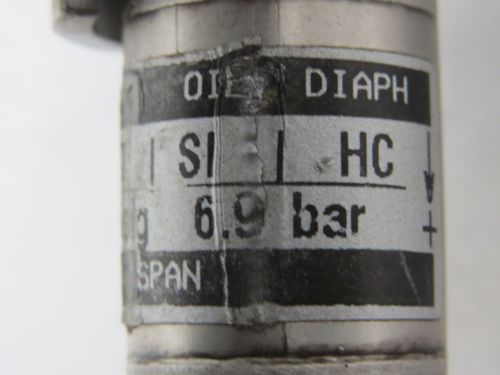 OIL DIAPH
SI HC
g 6.9 bar
SPAN